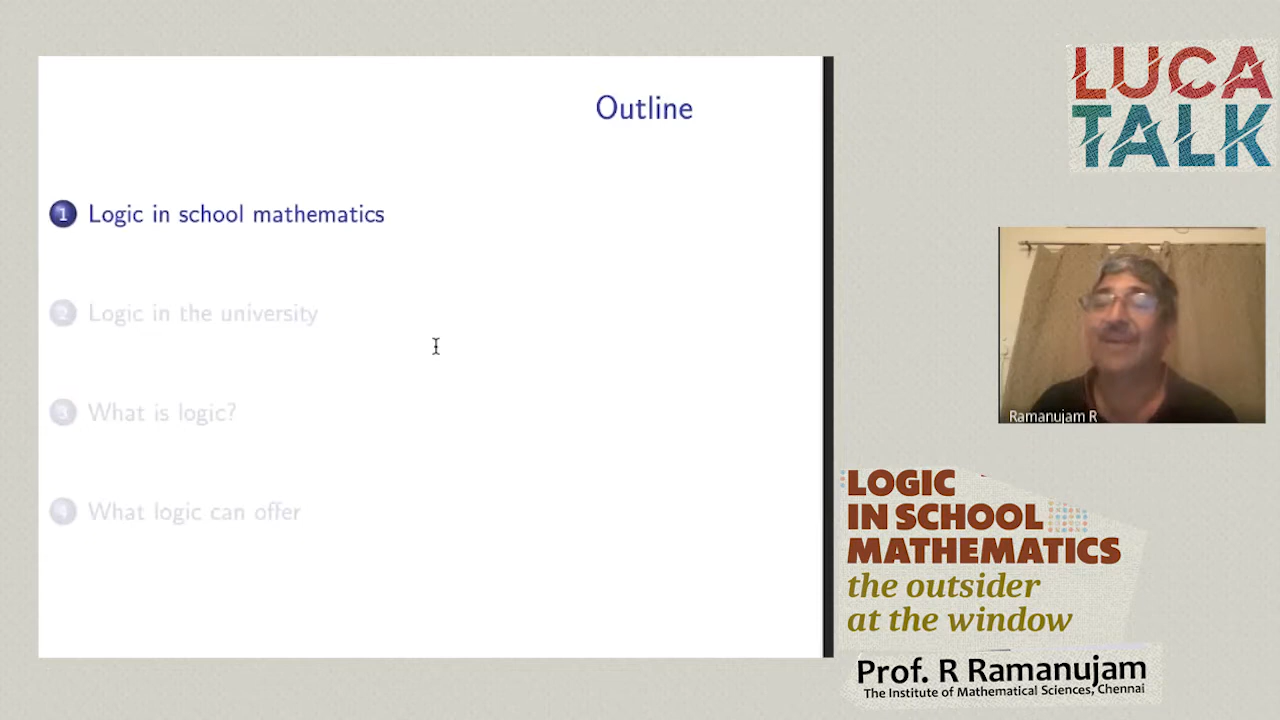 Outline
1 Logic in school mathematics
2 Logic in the university
3 What is logic?
4 What logic can offer
LUCA
TALK
Ramanujam R
LOGIC
IN SCHOOL
MATHEMATICS
the outsider
at the window
Prof. R Ramanujam
The Institute of Mathematical Sciences, Chennai